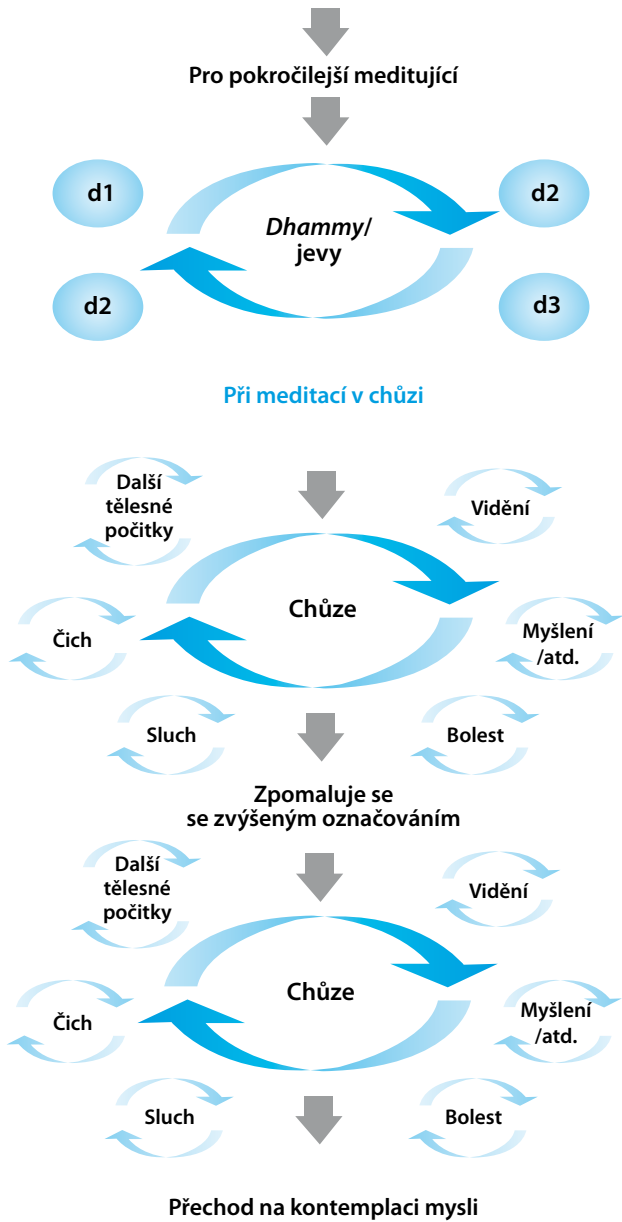 Pro pokročilejší meditující
d1
d2
Dhammy/
jevy
d2
d3
Při meditací v chůzi
Další
tělesné
počitky
Vidění
Chůze
Čich
Myšlení
/atd.
Sluch
Bolest
Zpomaluje se
se zvýšeným označováním
Další
tělesné
počitky
Vidění
Chůze
Čich
Myšlení
/atd.
Sluch
Bolest
Přechod na kontemplaci mysli